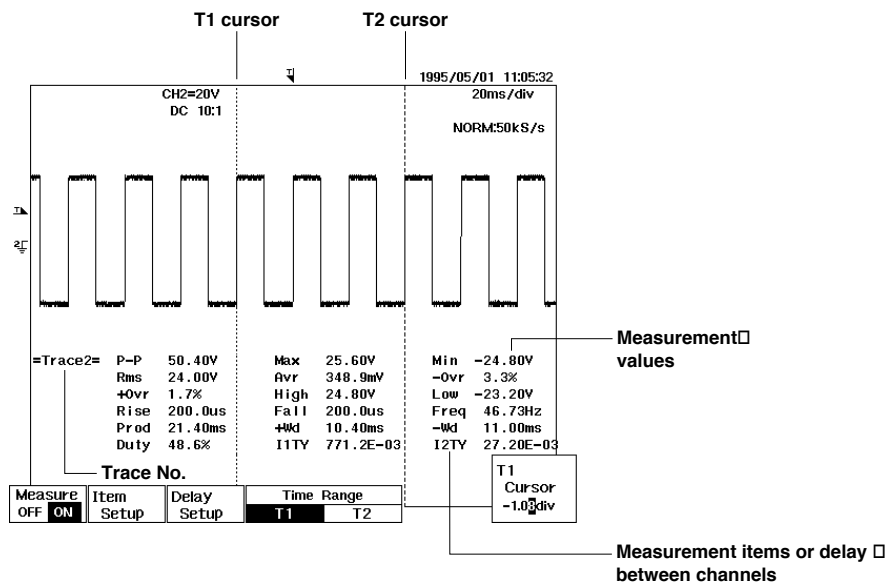 T1 cursor T2 cursor
T
1995/05/01 11:05:32
CH2=20V 20ms/div
DC 10:1
NORM:50kS/s
T
2
Measurement□
values
=Trace2= P-P 50.40V Max 25.60V Min -24.80V
Rms 24.00V Avr 348.9mV -Ovr 3.3%
+Ovr 1.7% High 24.80V Low -23.20V
Rise 200.0us Fall 200.0us Freq 46.73Hz
Prod 21.40ms +Wd 10.40ms -Wd 11.00ms
Duty 48.6% I1TY 771.2E-03 I2TY 27.20E-03
Trace No.
T1
Cursor
-1.08div
Measure Item Delay Time Range
OFF ON Setup Setup T1 T2
Measurement items or delay □
between channels